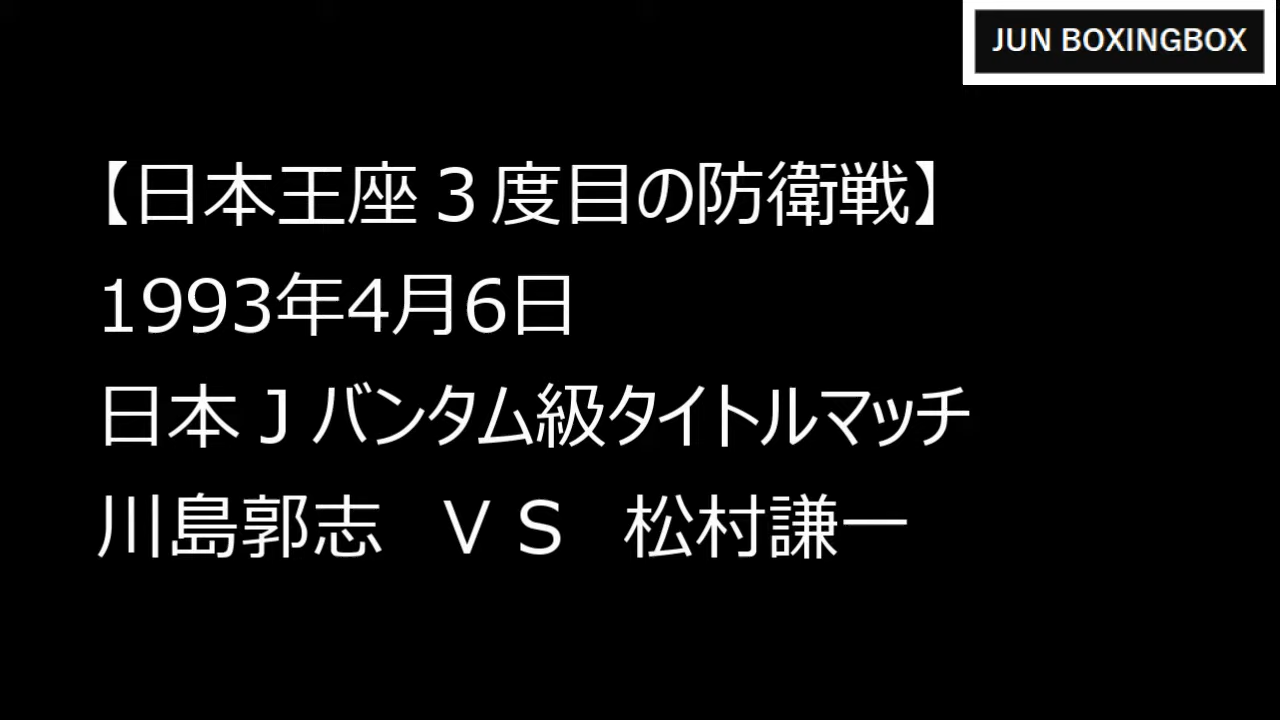 JUN BOXINGBOX
【日本王座３度目の防衛戦】
1993年4月6日
日本Ｊバンタム級タイトルマッチ
川島郭志　ＶＳ　松村謙一